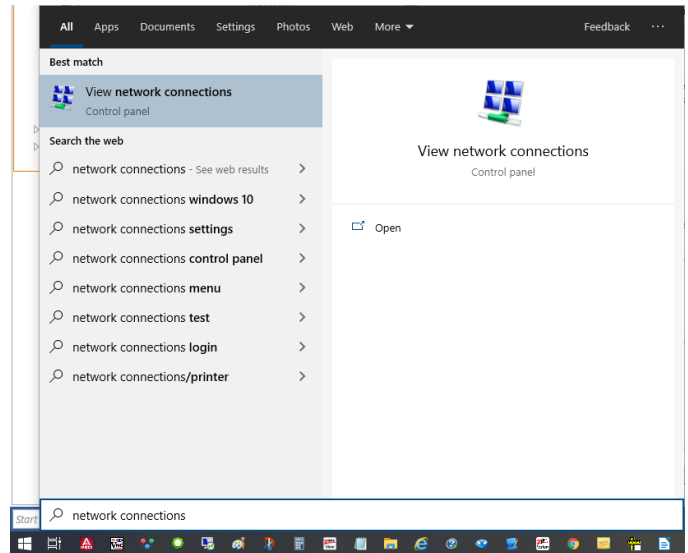 All Apps Documents Settings Photos Web More Feedback ...
Best match
View network connections
Control panel
Search the web
network connections - See web results
network connections windows 10
network connections settings
network connections control panel
network connections menu
network connections test
network connections login
network connections/printer
View network connections
Control panel
Open
Start
network connections